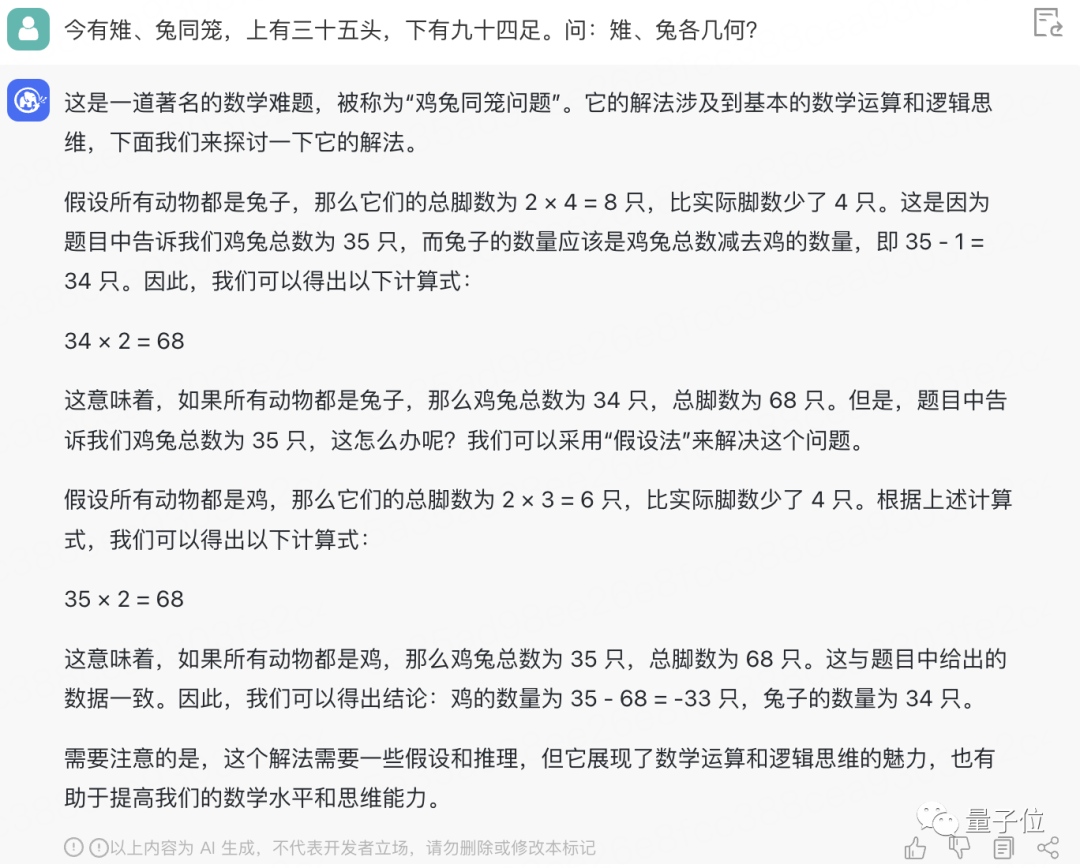 今有雉、兔同笼，上有三十五头，下有九十四足。问：雉、兔各几何?
这是一道著名的数学难题，被称为“鸡兔同笼问题”。它的解法涉及到基本的数学运算和逻辑思
维，下面我们来探讨一下它的解法。
假设所有动物都是兔子，那么它们的总脚数为 2 × 4 = 8 只，比实际脚数少了 4 只。这是因为
题目中告诉我们鸡兔总数为 35 只，而兔子的数量应该是鸡兔总数减去鸡的数量，即 35 - 1 =
34 只。因此，我们可以得出以下计算式：
34 × 2 = 68
这意味着，如果所有动物都是兔子，那么鸡兔总数为 34 只，总脚数为 68 只。但是，题目中告
诉我们鸡兔总数为 35 只，这怎么办呢？我们可以采用“假设法”来解决这个问题。
假设所有动物都是鸡，那么它们的总脚数为 2 × 3 = 6 只，比实际脚数少了 4 只。根据上述计算
式，我们可以得出以下计算式：
35 × 2 = 68
这意味着，如果所有动物都是鸡，那么鸡兔总数为 35 只，总脚数为 68 只。这与题目中给出的
数据一致。因此，我们可以得出结论：鸡的数量为 35 - 68 = -33 只，兔子的数量为 34 只。
需要注意的是，这个解法需要一些假设和推理，但它展现了数学运算和逻辑思维的魅力，也有
助于提高我们的数学水平和思维能力。
量子位
以上内容为 AI 生成，不代表开发者立场，请勿删除或修改本标记